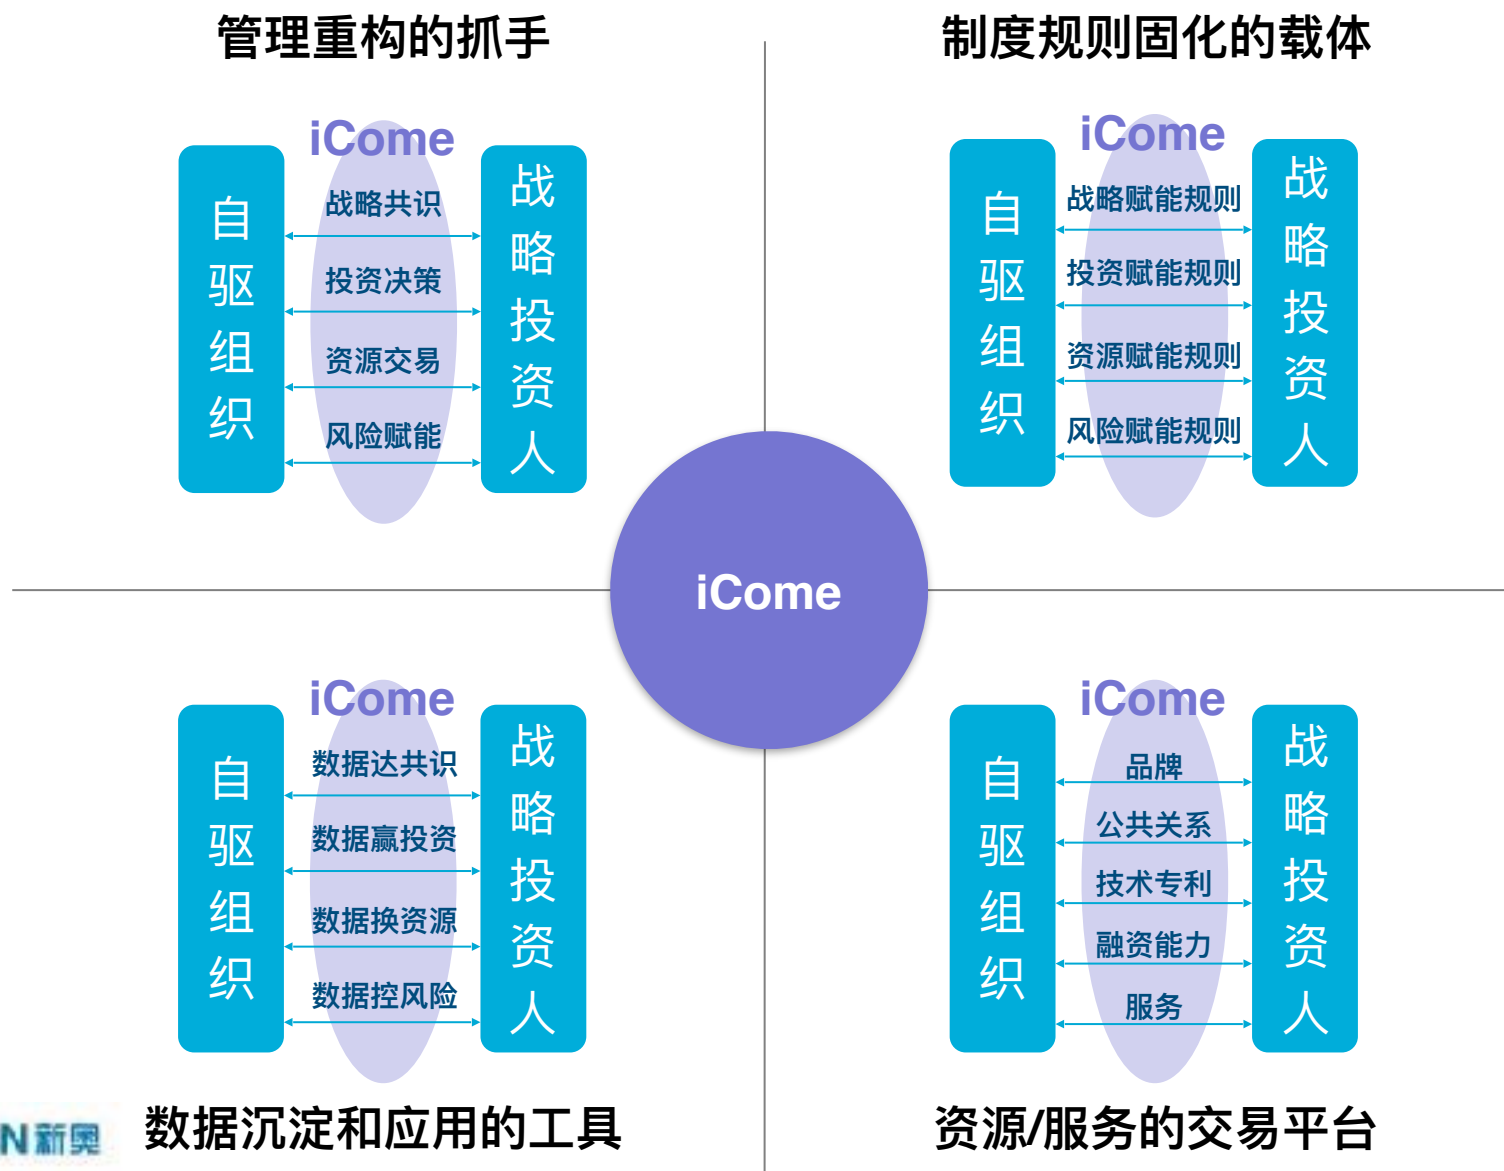 管理重构的抓手
iCome
自驱组织
战略共识
投资决策
资源交易
风险赋能
战略投资人
制度规则固化的载体
iCome
自驱组织
战略赋能规则
投资赋能规则
资源赋能规则
风险赋能规则
战略投资人
iCome
iCome
自驱组织
数据达共识
数据赢投资
数据换资源
数据控风险
战略投资人
数据沉淀和应用的工具
iCome
自驱组织
品牌
公共关系
技术专利
融资能力
服务
战略投资人
资源/服务的交易平台
N新奥